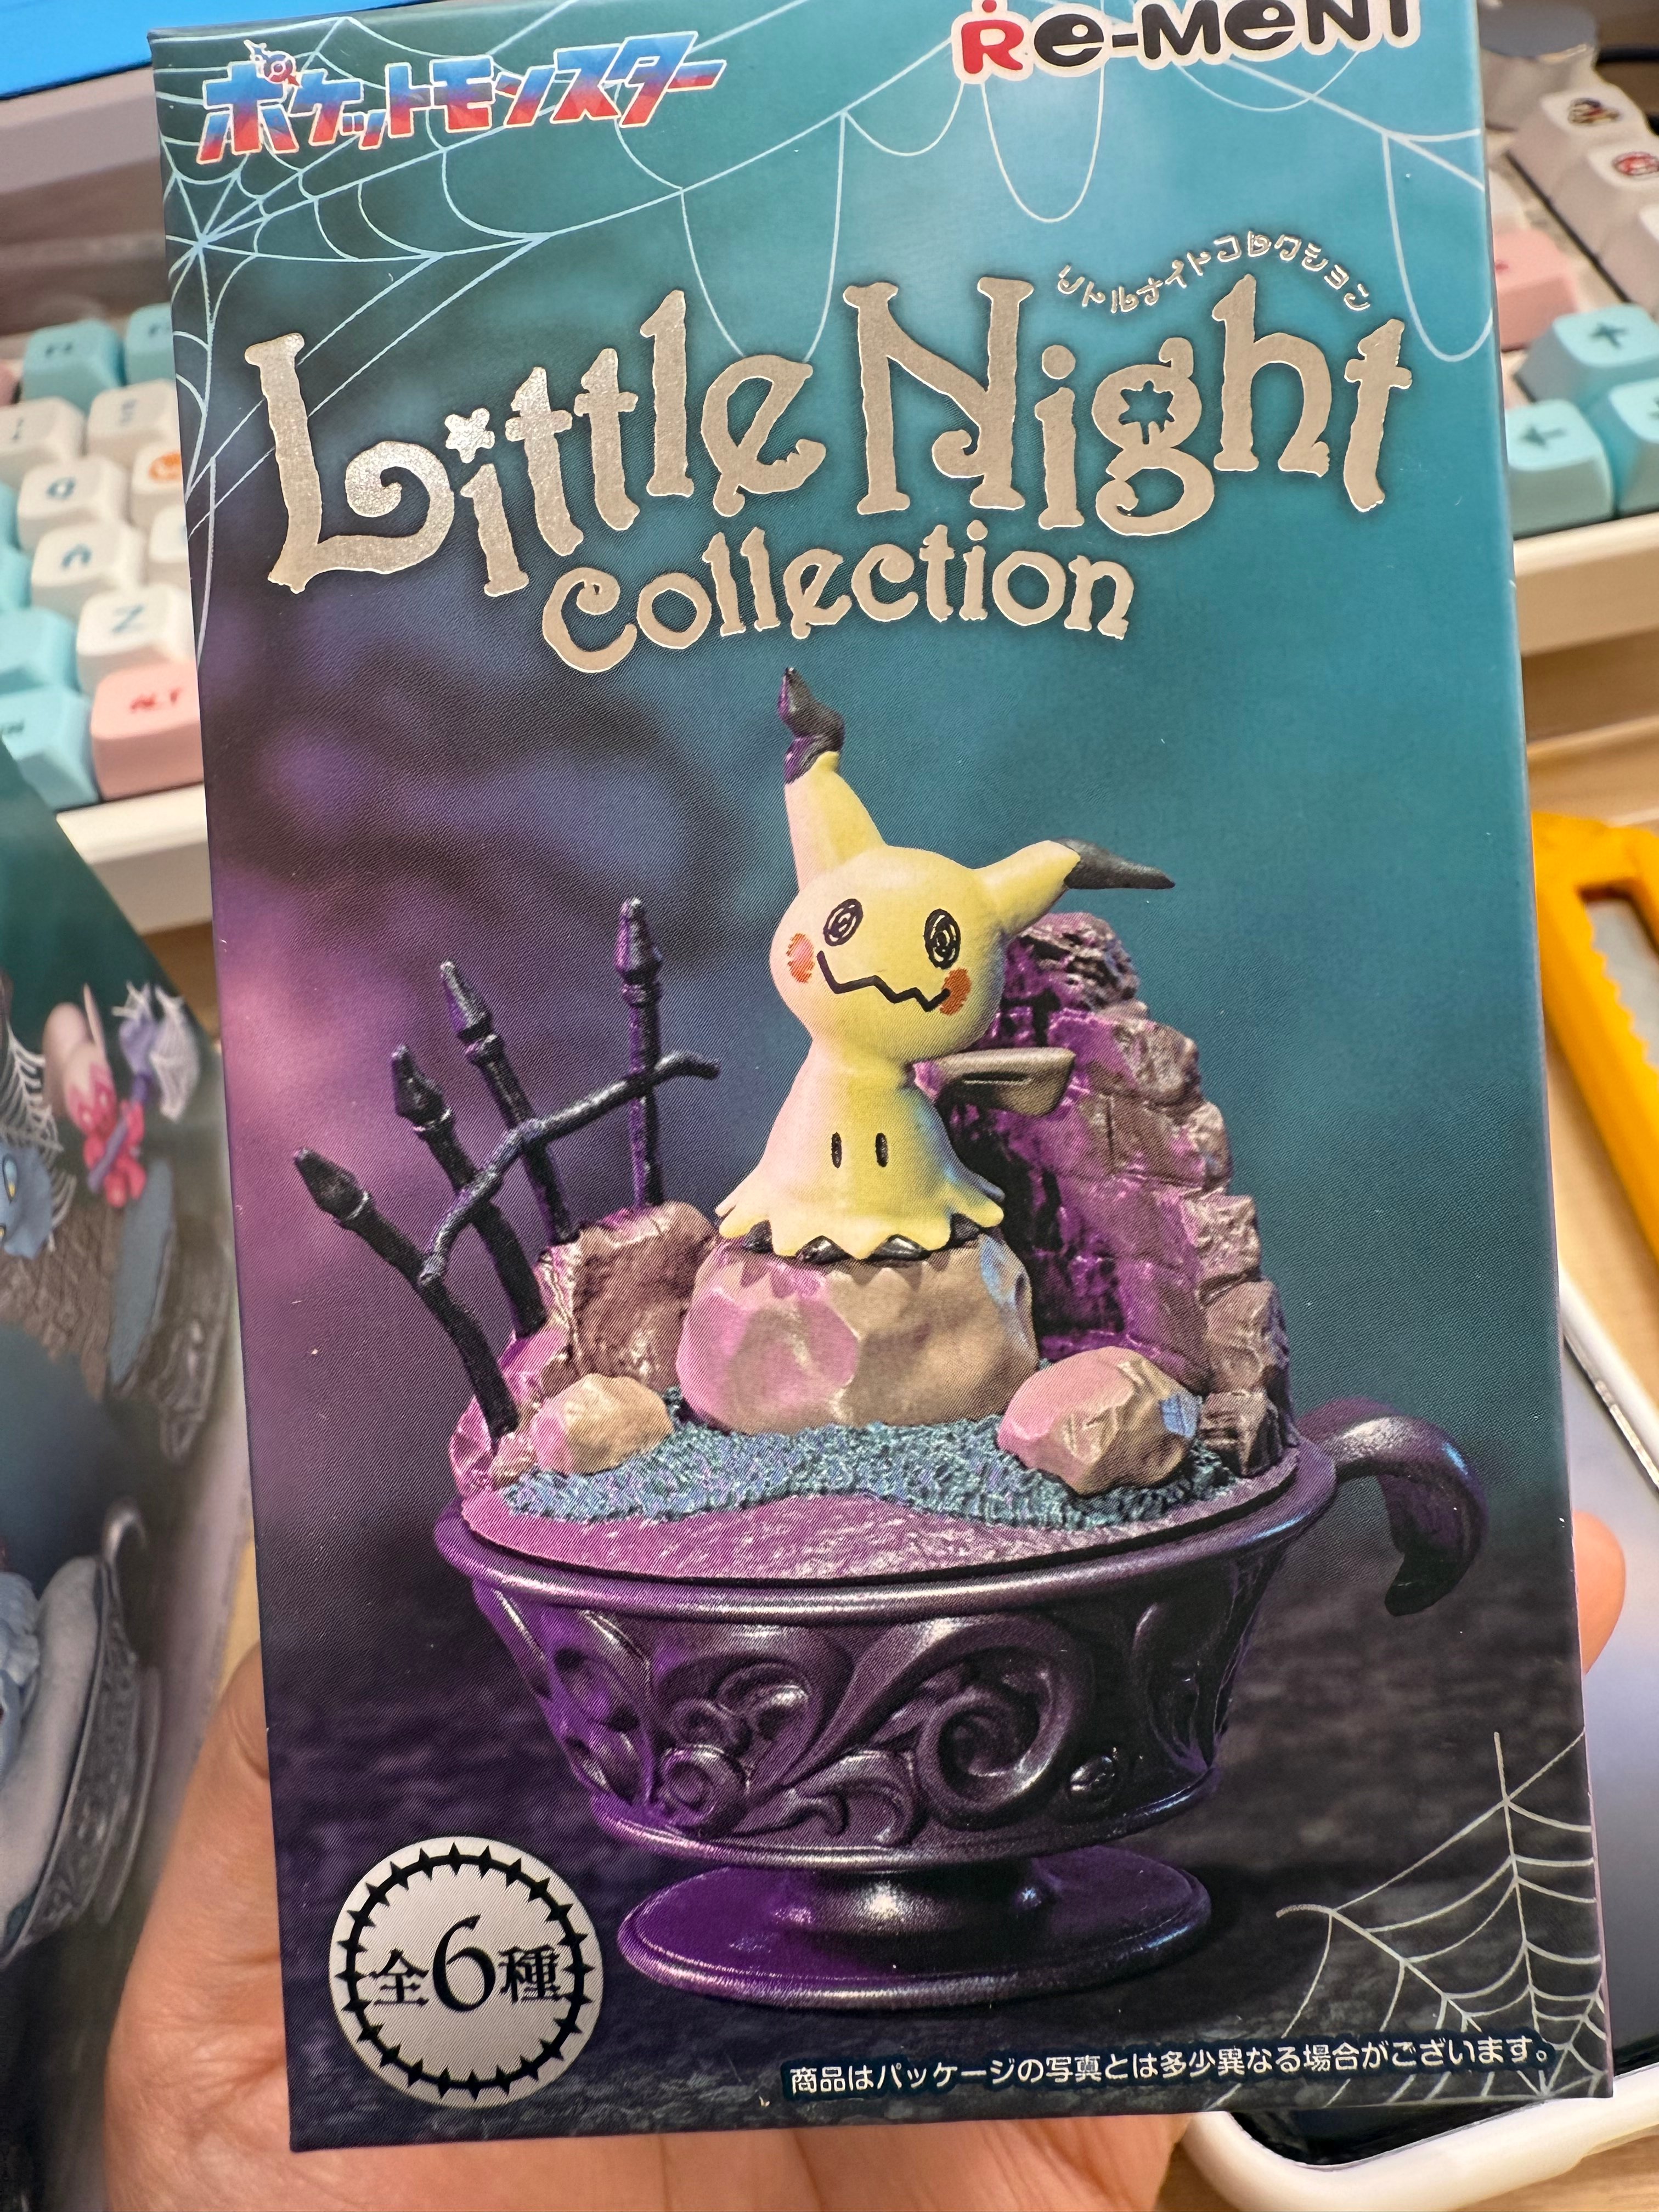 ポケットモンスター
Re-MeNT
リトルナイトコレクション
Little Night
Collection
全6種
商品はパッケージの写真とは多少異なる場合がございます。
N
ALT